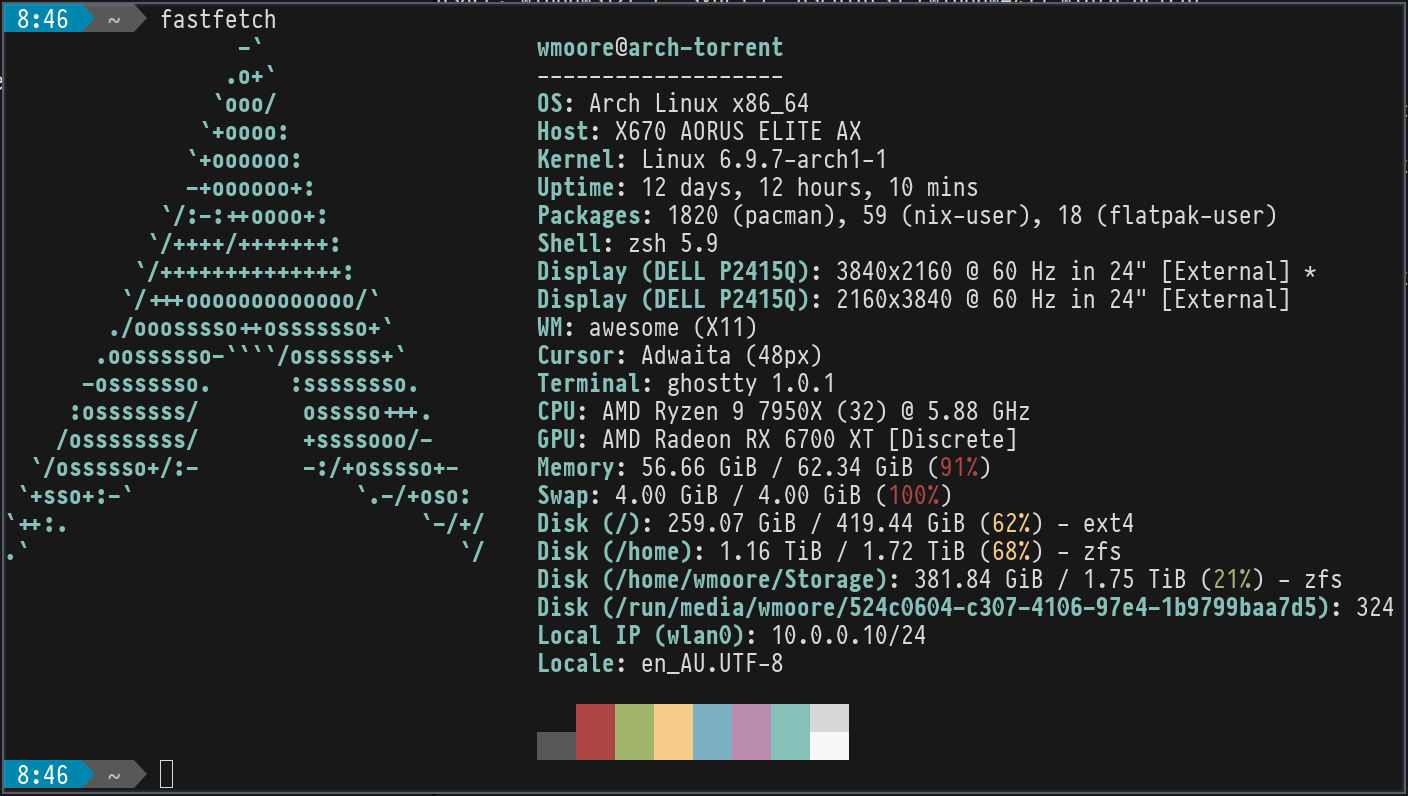 8:46 ~ fastfetch
-`
.o+`
`ooo/
`+oooo:
`+oooooo:
-+oooooo+:
`/:-:++oooo+:
`/++++/+++++++:
`/++++++++++++++:
`/+++ooooooooooooo/`
./ooosssso++osssssso+`
.oossssso-````/ossssss+`
-osssssso. :ssssssso.
:osssssss/ osssso+++.
/ossssssss/ +ssssooo/-
`/ossssso+/:- -:/+osssso+-
`+sso+:-` `.-/+oso:
`++:. `-/+/
.` `/
wmoore@arch-torrent
-------------------
OS: Arch Linux x86_64
Host: X670 AORUS ELITE AX
Kernel: Linux 6.9.7-arch1-1
Uptime: 12 days, 12 hours, 10 mins
Packages: 1820 (pacman), 59 (nix-user), 18 (flatpak-user)
Shell: zsh 5.9
Display (DELL P2415Q): 3840x2160 @ 60 Hz in 24" [External] *
Display (DELL P2415Q): 2160x3840 @ 60 Hz in 24" [External]
WM: awesome (X11)
Cursor: Adwaita (48px)
Terminal: ghostty 1.0.1
CPU: AMD Ryzen 9 7950X (32) @ 5.88 GHz
GPU: AMD Radeon RX 6700 XT [Discrete]
Memory: 56.66 GiB / 62.34 GiB (91%)
Swap: 4.00 GiB / 4.00 GiB (100%)
Disk (/): 259.07 GiB / 419.44 GiB (62%) - ext4
Disk (/home): 1.16 TiB / 1.72 TiB (68%) - zfs
Disk (/home/wmoore/Storage): 381.84 GiB / 1.75 TiB (21%) - zfs
Disk (/run/media/wmoore/524c0604-c307-4106-97e4-1b9799baa7d5): 324
Local IP (wlan0): 10.0.0.10/24
Locale: en_AU.UTF-8
8:46 ~